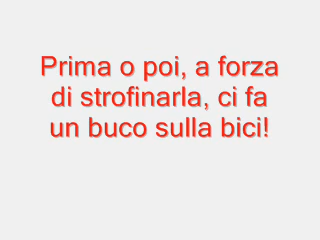 Prima o poi, a forza
di strofinarla, ci fa
un buco sulla bici!